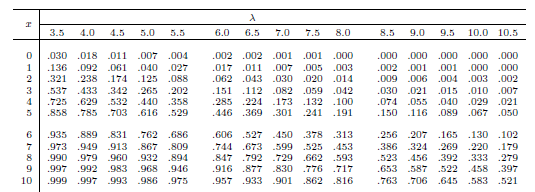 λ
x
3.5 4.0 4.5 5.0 5.5 6.0 6.5 7.0 7.5 8.0 8.5 9.0 9.5 10.0 10.5
0 .030 .018 .011 .007 .004 .002 .002 .001 .001 .000 .000 .000 .000 .000 .000
1 .136 .092 .061 .040 .027 .017 .011 .007 .005 .003 .002 .001 .001 .000 .000
2 .321 .238 .174 .125 .088 .062 .043 .030 .020 .014 .009 .006 .004 .003 .002
3 .537 .433 .342 .265 .202 .151 .112 .082 .059 .042 .030 .021 .015 .010 .007
4 .725 .629 .532 .440 .358 .285 .224 .173 .132 .100 .074 .055 .040 .029 .021
5 .858 .785 .703 .616 .529 .446 .369 .301 .241 .191 .150 .116 .089 .067 .050
6 .935 .889 .831 .762 .686 .606 .527 .450 .378 .313 .256 .207 .165 .130 .102
7 .973 .949 .913 .867 .809 .744 .673 .599 .525 .453 .386 .324 .269 .220 .179
8 .990 .979 .960 .932 .894 .847 .792 .729 .662 .593 .523 .456 .392 .333 .279
9 .997 .992 .983 .968 .946 .916 .877 .830 .776 .717 .653 .587 .522 .458 .397
10 .999 .997 .993 .986 .975 .957 .933 .901 .862 .816 .763 .706 .645 .583 .521